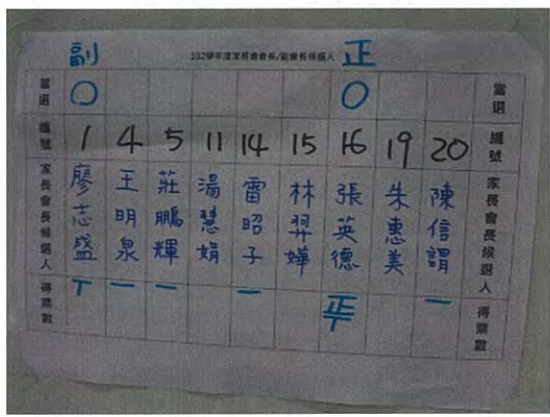 副 正
102學年度家長會會長/副會長候選人
當選 ○ ○ 當選
編號 1 4 5 11 14 15 16 19 20 編號
家長會長候選人 廖志盛 王明泉 莊鵬輝 湯慧娟 雷昭子 林羿嬅 張英德 朱惠美 陳信謂 家長會長候選人
得票數 丅 一 一 一 正丅 一 得票數